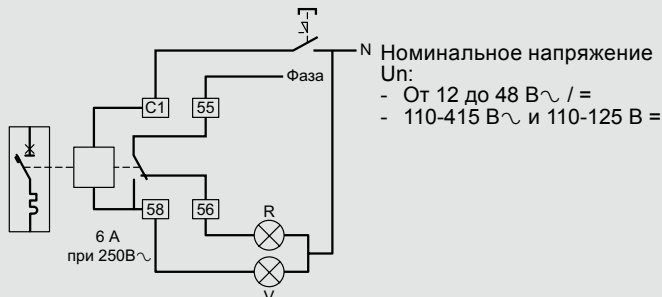 N
Номинальное напряжение
Un:
- От 12 до 48 В∿ / =
- 110-415 В∿ и 110-125 В =
Фаза
C1
55
58
56
R
6 А
при 250В∿
V